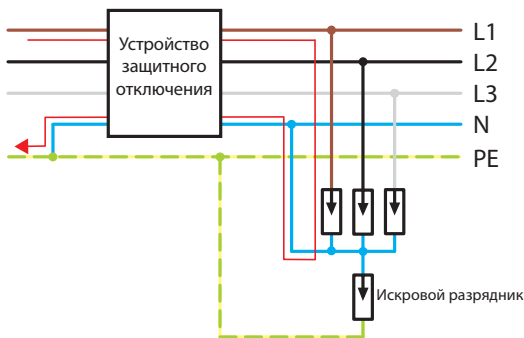 Устройство
защитного
отключения
L1
L2
L3
N
PE
Искровой разрядник